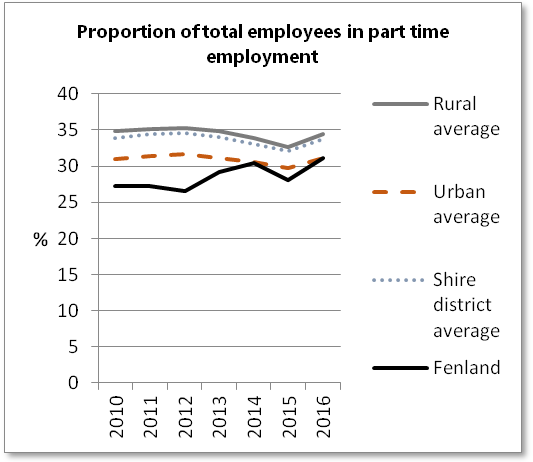 Proportion of total employees in part time
employment
40
35
30
25
20
15
10
5
0
%
2010
2011
2012
2013
2014
2015
2016
Rural
average
Urban
average
Shire
district
average
Fenland